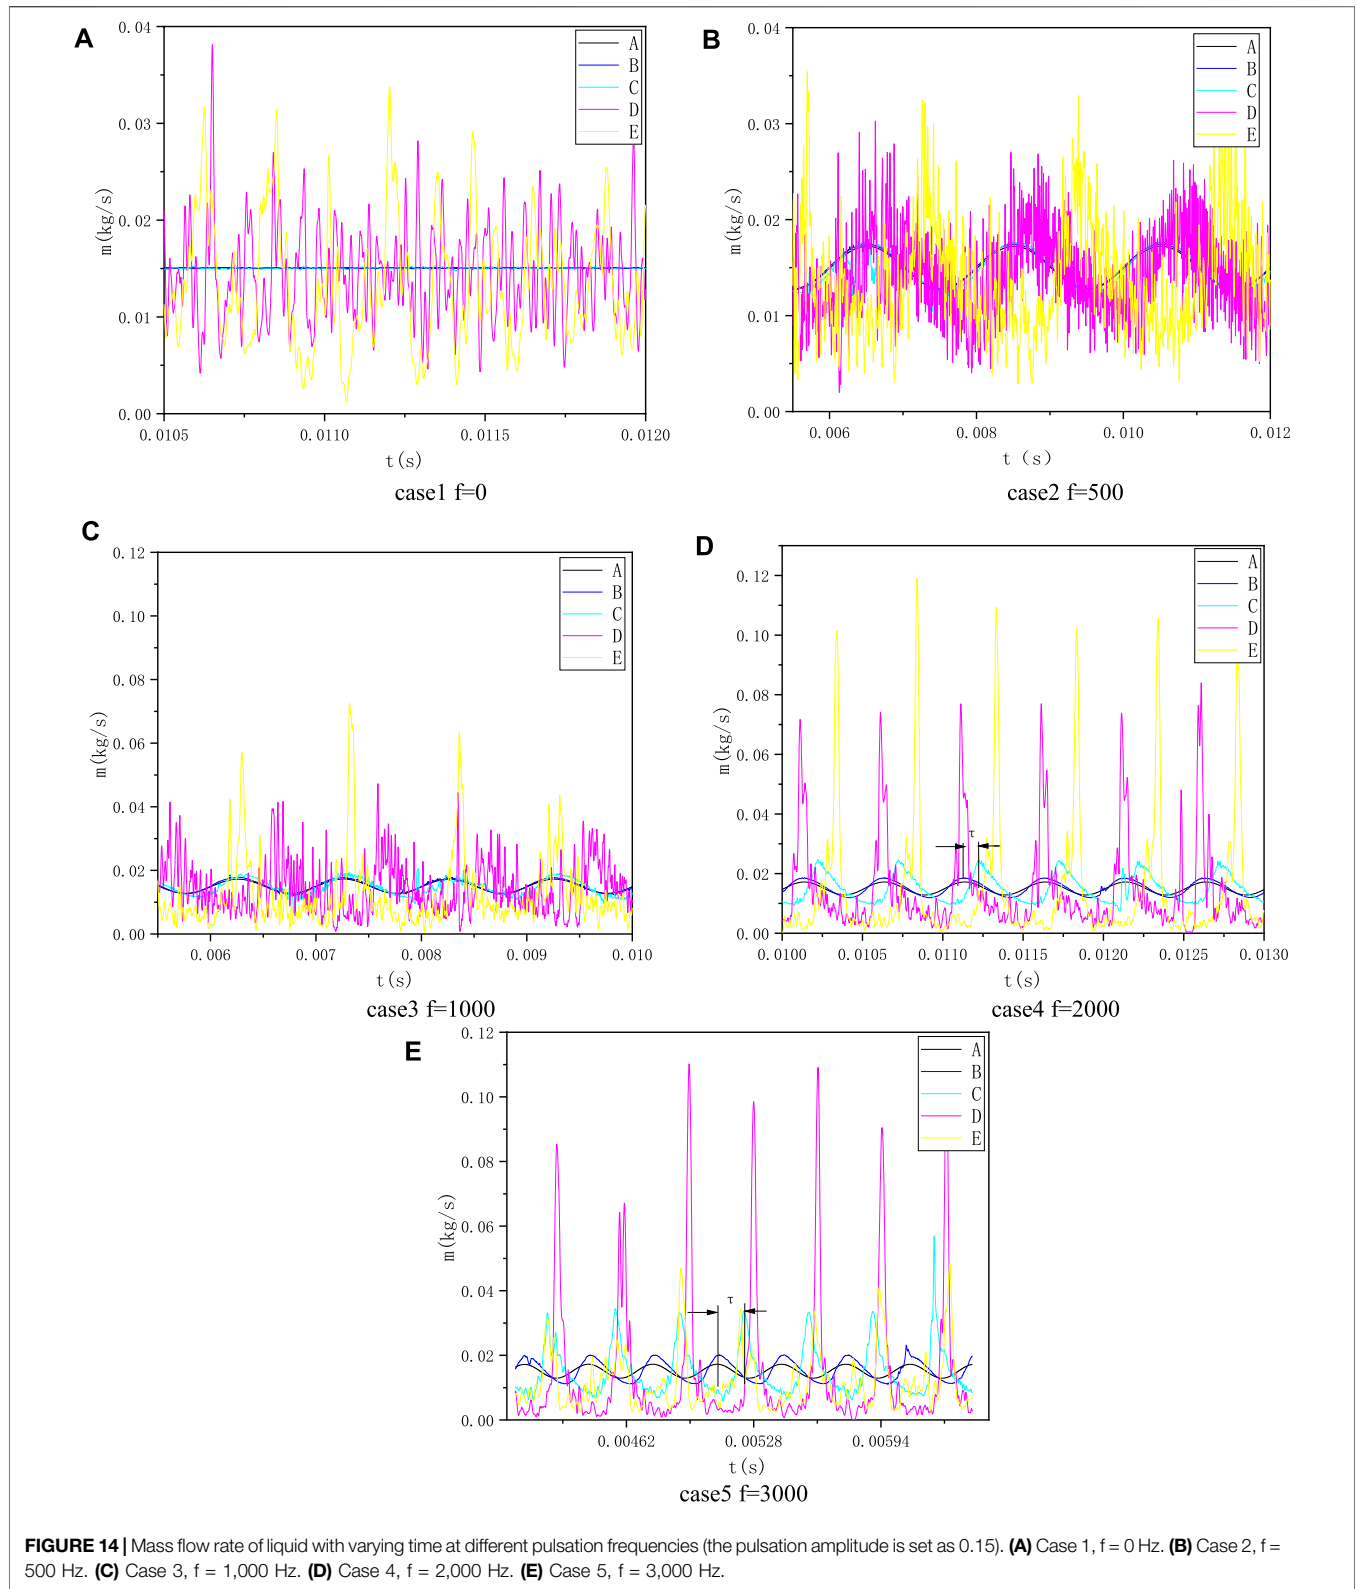 A
B
0.04
0.03
0.02
0.01
0.00
m(kg/s)
0.0105
0.0110
0.0115
0.0120
t(s)
A
B
C
D
E
case1 f=0
0.04
0.03
0.02
0.01
0.00
m(kg/s)
0.006
0.008
0.010
0.012
t (s)
A
B
C
D
E
case2 f=500
C
D
0.12
0.10
0.08
0.06
0.04
0.02
0.00
m(kg/s)
0.006
0.007
0.008
0.009
0.010
t(s)
A
B
C
D
E
case3 f=1000
0.12
0.10
0.08
0.06
0.04
0.02
0.00
m(kg/s)
0.0100
0.0105
0.0110
0.0115
0.0120
0.0125
0.0130
t(s)
A
B
C
D
E
τ
case4 f=2000
E
0.12
0.10
0.08
0.06
0.04
0.02
0.00
m(kg/s)
0.00462
0.00528
0.00594
t(s)
A
B
C
D
E
τ
case5 f=3000
FIGURE 14 | Mass flow rate of liquid with varying time at different pulsation frequencies (the pulsation amplitude is set as 0.15). (A) Case 1, f = 0 Hz. (B) Case 2, f =
500 Hz. (C) Case 3, f = 1,000 Hz. (D) Case 4, f = 2,000 Hz. (E) Case 5, f = 3,000 Hz.